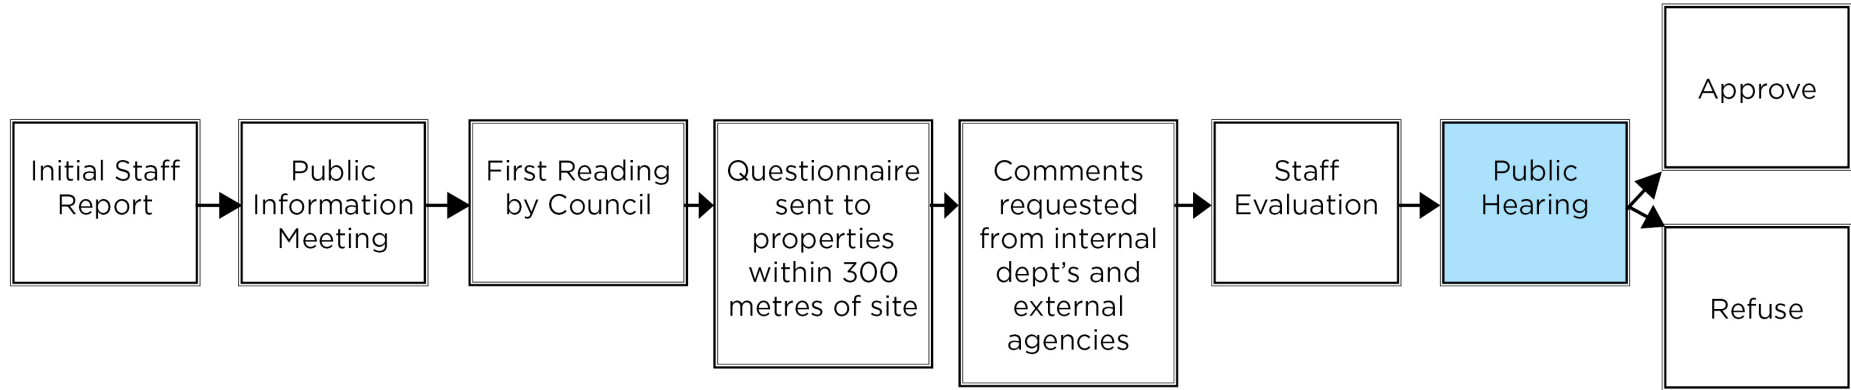 Initial Staff
Report
Public
Information
Meeting
First Reading
by Council
Questionnaire
sent to
properties
within 300
metres of site
Comments
requested
from internal
dept's and
external
agencies
Staff
Evaluation
Public
Hearing
Approve
Refuse